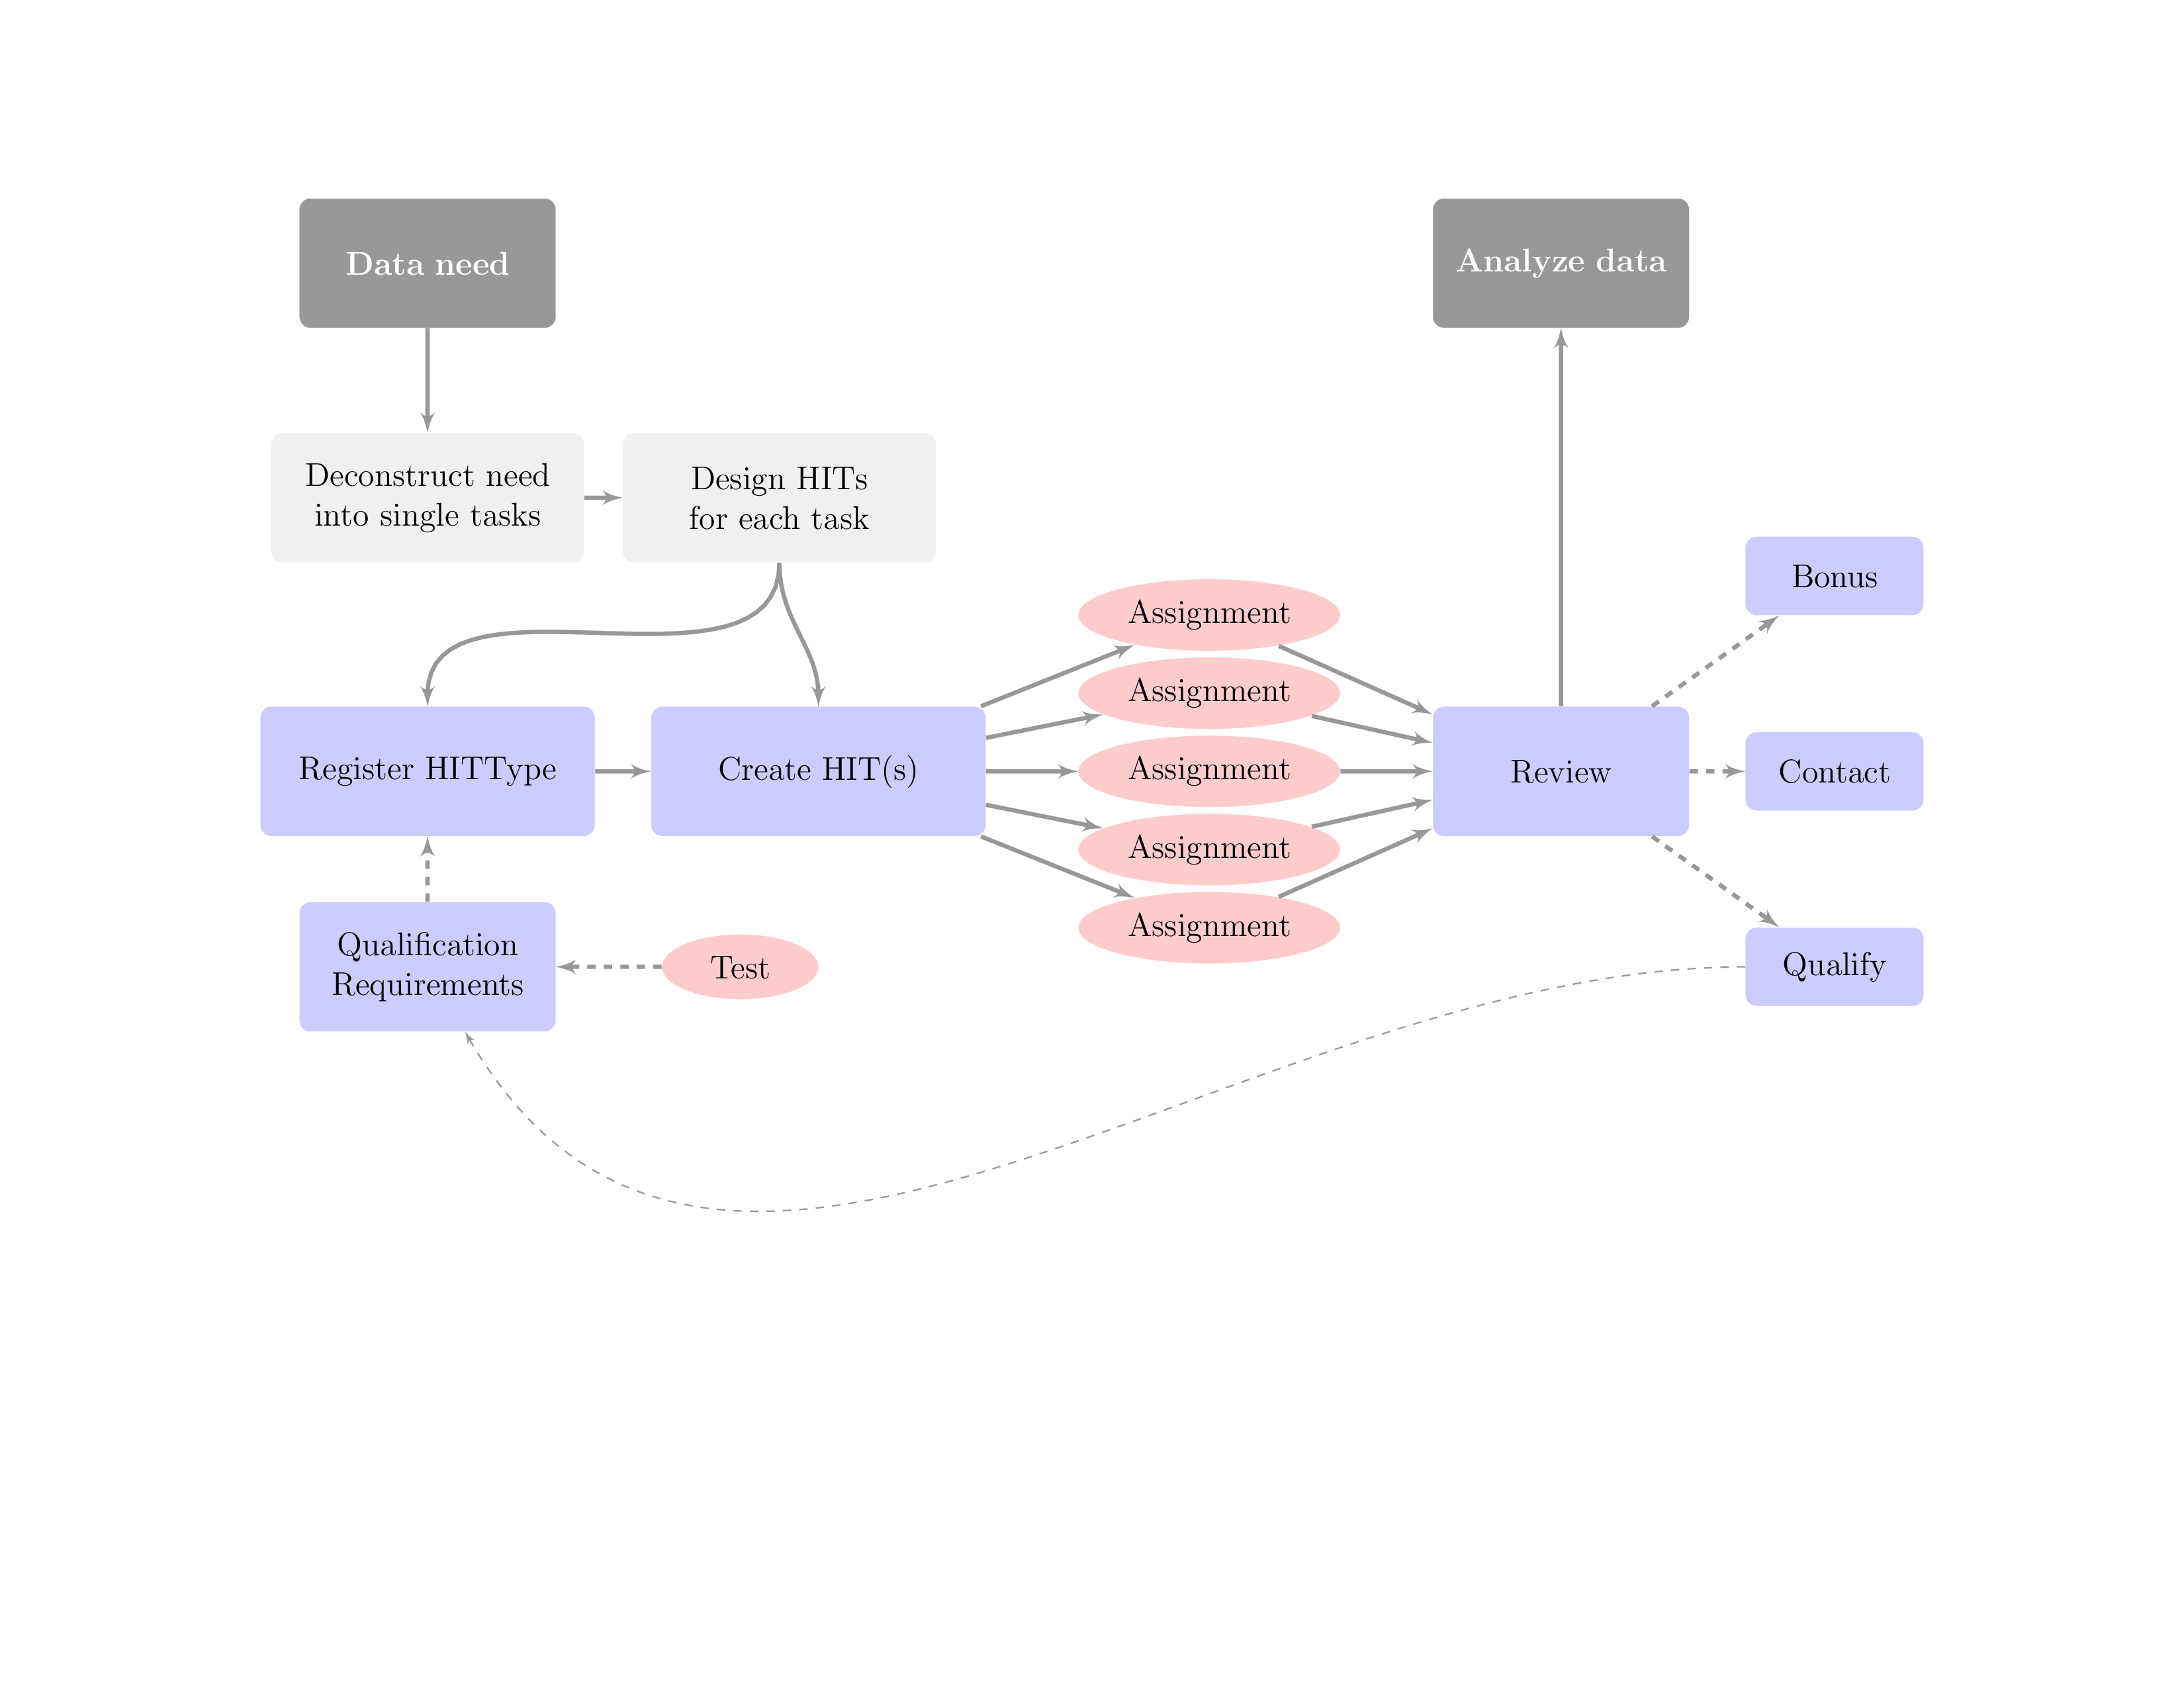 Data need
Analyze data
Deconstruct need
into single tasks
Design HITs
for each task
Bonus
Assignment
Assignment
Register HITType
Create HIT(s)
Assignment
Review
Contact
Assignment
Assignment
Qualification
Requirements
Test
Qualify